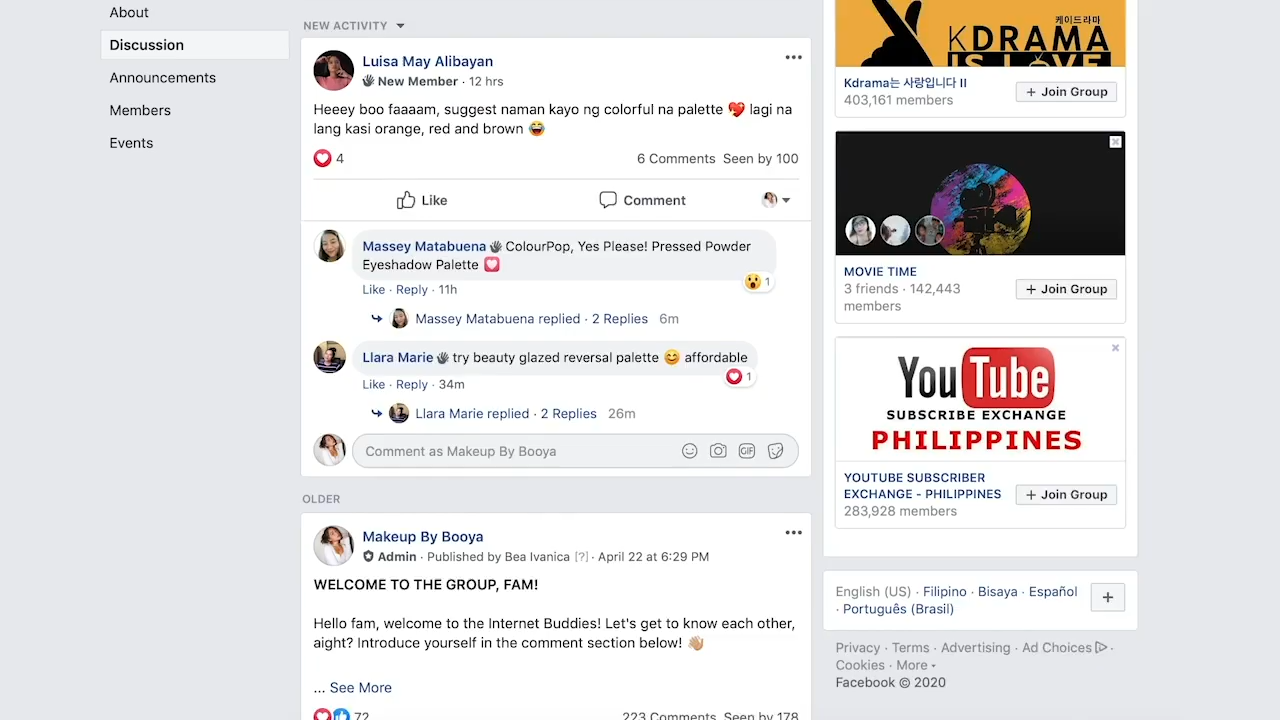 About
Discussion
Announcements
Members
Events
NEW ACTIVITY
Luisa May Alibayan
New Member · 12 hrs
Heeey boo faaam, suggest naman kayo ng colorful na palette 💖 lagi na
lang kasi orange, red and brown 😂
4
6 Comments Seen by 100
Like
Comment
Massey Matabuena ColourPop, Yes Please! Pressed Powder
Eyeshadow Palette 💟
1
Like · Reply · 11h
Massey Matabuena replied · 2 Replies 6m
Llara Marie try beauty glazed reversal palette 😊 affordable
1
Like · Reply · 34m
Llara Marie replied · 2 Replies 26m
Comment as Makeup By Booya
GIF
OLDER
Makeup By Booya
Admin · Published by Bea Ivanica [?] · April 22 at 6:29 PM
WELCOME TO THE GROUP, FAM!
Hello fam, welcome to the Internet Buddies! Let's get to know each other,
aight? Introduce yourself in the comment section below! 👋🏼
... See More
72
223 Comments Seen by 178
케이드라마
KDRAMA
IS LOVE
Kdrama는 사랑입니다 II
403,161 members
+ Join Group
MOVIE TIME
3 friends · 142,443
members
+ Join Group
YouTube
SUBSCRIBE EXCHANGE
PHILIPPINES
YOUTUBE SUBSCRIBER
EXCHANGE - PHILIPPINES
283,928 members
+ Join Group
English (US) · Filipino · Bisaya · Español
· Português (Brasil)
+
Privacy · Terms · Advertising · Ad Choices ·
Cookies · More
Facebook © 2020